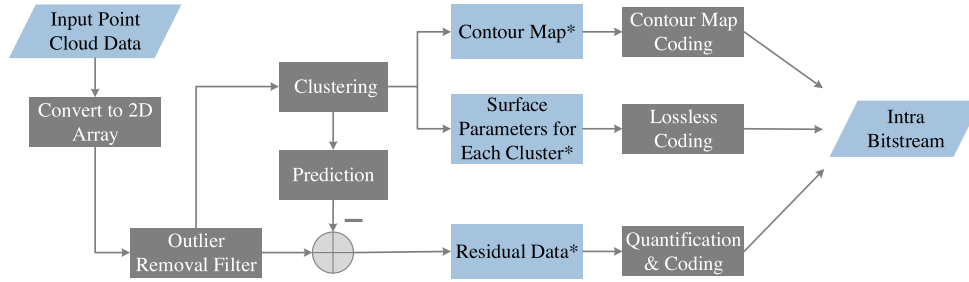 Input Point
Cloud Data
Convert to 2D
Array
Outlier
Removal Filter
Clustering
Prediction
Contour Map*
Surface
Parameters for
Each Cluster*
Residual Data*
Contour Map
Coding
Lossless
Coding
Quantification
& Coding
Intra
Bitstream